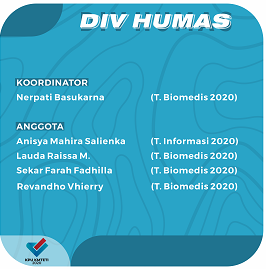 DIV HUMAS
KOORDINATOR
Nerpati Basukarna (T. Biomedis 2020)
ANGGOTA
Anisya Mahira Salienka (T. Informasi 2020)
Lauda Raissa M. (T. Biomedis 2020)
Sekar Farah Fadhilla (T. Biomedis 2020)
Revandho Vhierry (T. Biomedis 2020)
KPU KMTETI